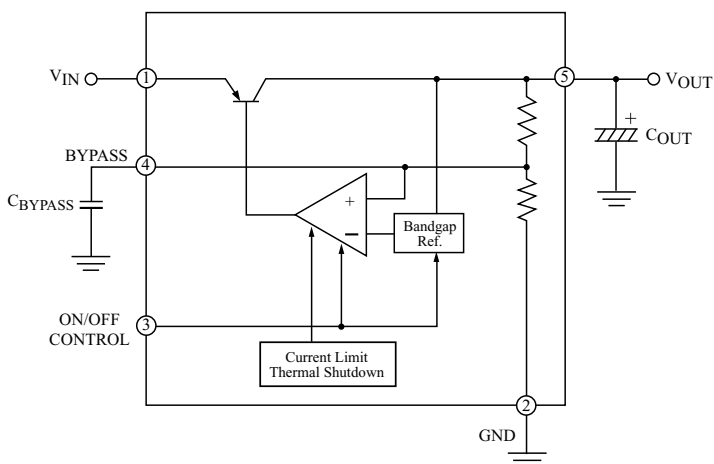 VIN
1
5
VOUT
+
COUT
BYPASS
4
CBYPASS
+
−
Bandgap
Ref.
ON/OFF
CONTROL
3
Current Limit
Thermal Shutdown
2
GND